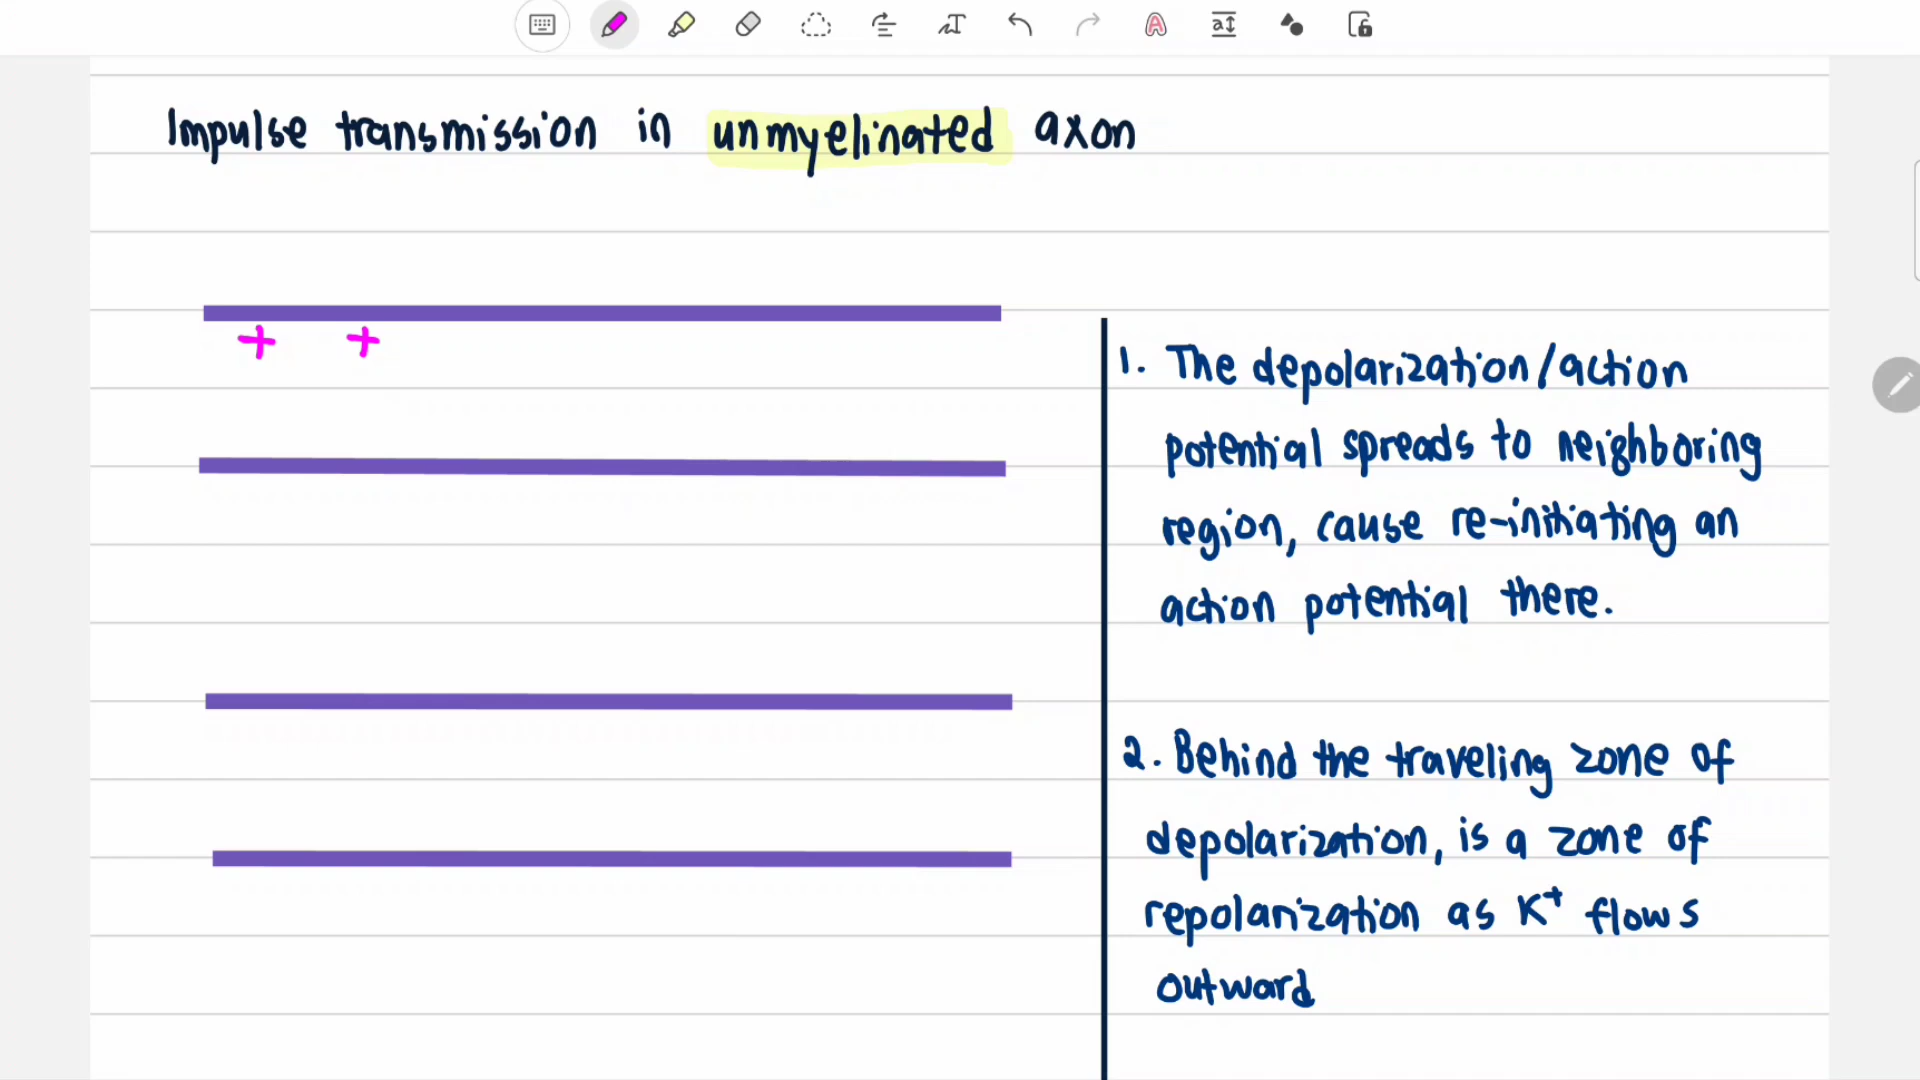 Impulse transmission in unmyelinated axon
+ +
1. The depolarization/action
potential spreads to neighboring
region, cause re-initiating an
action potential there.
2. Behind the traveling zone of
depolarization, is a zone of
repolarization as K⁺ flows
outward